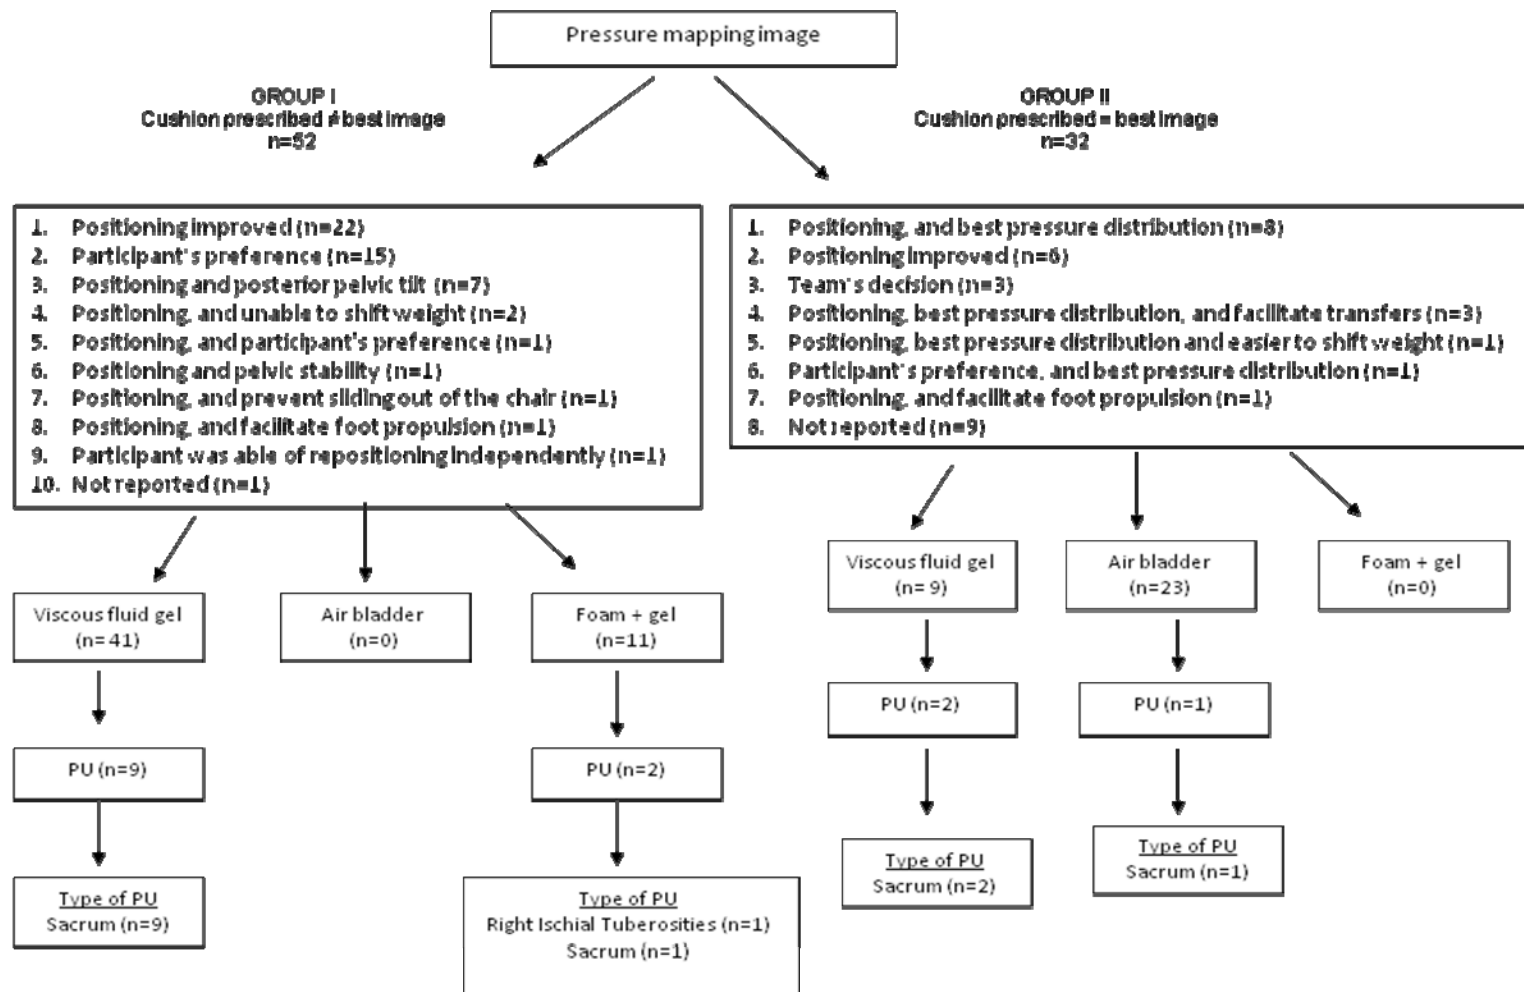 Pressure mapping image
GROUP I
Cushion prescribed ≠ best image
n=52
GROUP II
Cushion prescribed = best image
n=32
1. Positioning improved (n=22)
2. Participant's preference (n=15)
3. Positioning and posterior pelvic tilt (n=7)
4. Positioning, and unable to shift weight (n=2)
5. Positioning, and participant's preference (n=1)
6. Positioning and pelvic stability (n=1)
7. Positioning, and prevent sliding out of the chair (n=1)
8. Positioning, and facilitate foot propulsion (n=1)
9. Participant was able of repositioning independently (n=1)
10. Not reported (n=1)
1. Positioning, and best pressure distribution (n=8)
2. Positioning improved (n=6)
3. Team's decision (n=3)
4. Positioning, best pressure distribution, and facilitate transfers (n=3)
5. Positioning, best pressure distribution and easier to shift weight (n=1)
6. Participant's preference, and best pressure distribution (n=1)
7. Positioning, and facilitate foot propulsion (n=1)
8. Not reported (n=9)
Viscous fluid gel
(n= 41)
Air bladder
(n=0)
Foam + gel
(n=11)
PU (n=9)
PU (n=2)
Type of PU
Sacrum (n=9)
Type of PU
Right Ischial Tuberosities (n=1)
Sacrum (n=1)
Viscous fluid gel
(n= 9)
Air bladder
(n=23)
Foam + gel
(n=0)
PU (n=2)
PU (n=1)
Type of PU
Sacrum (n=2)
Type of PU
Sacrum (n=1)